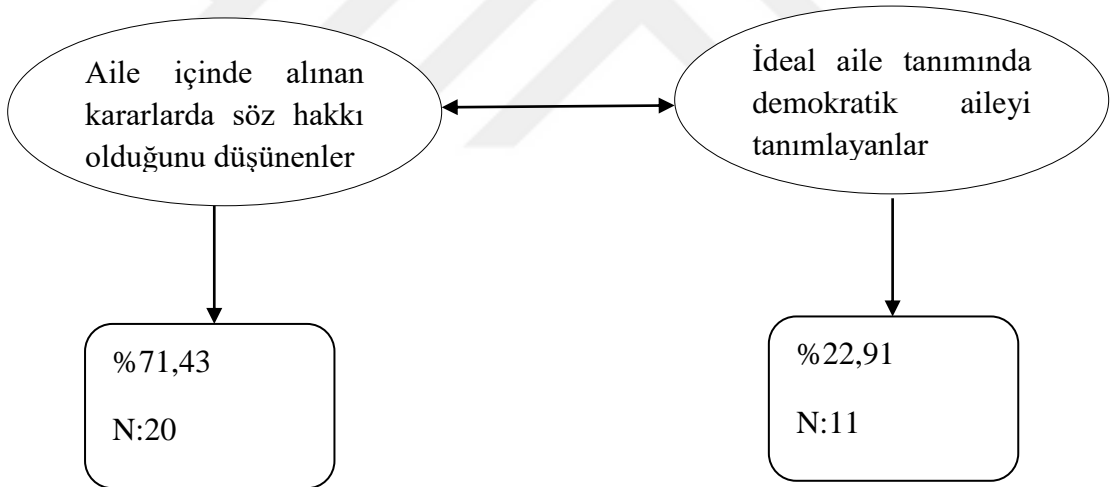 Aile içinde alınan
kararlarda söz hakkı
olduğunu düşünenler
İdeal aile tanımında
demokratik aileyi
tanımlayanlar
%71,43
N:20
%22,91
N:11